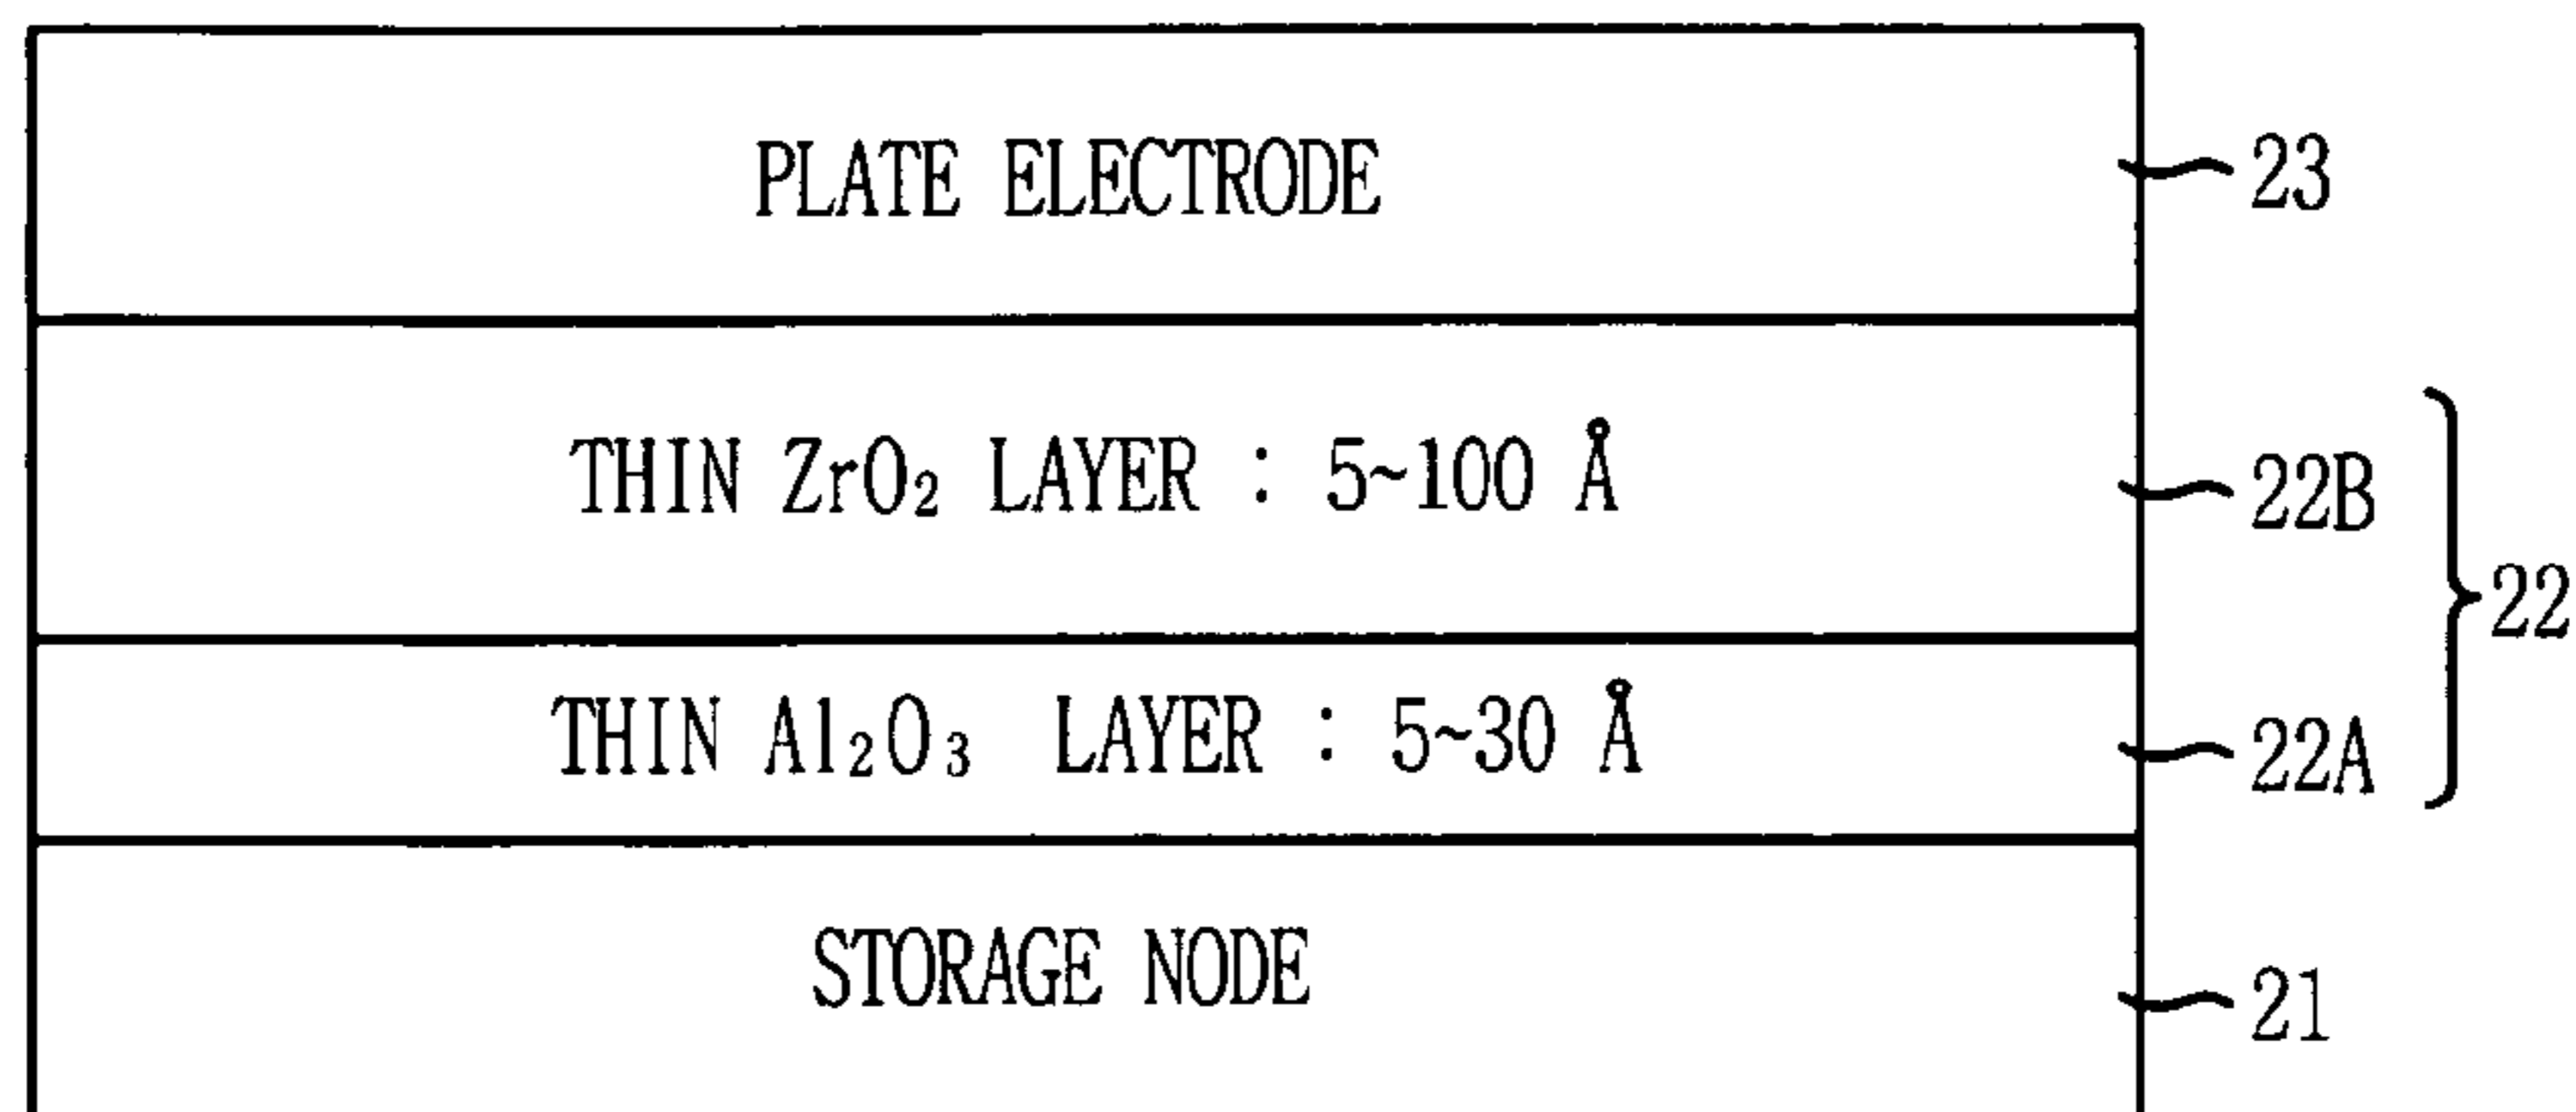 PLATE ELECTRODE 23
THIN ZrO₂ LAYER : 5~100 Å 22B
22
THIN Al₂O₃ LAYER : 5~30 Å 22A
STORAGE NODE 21